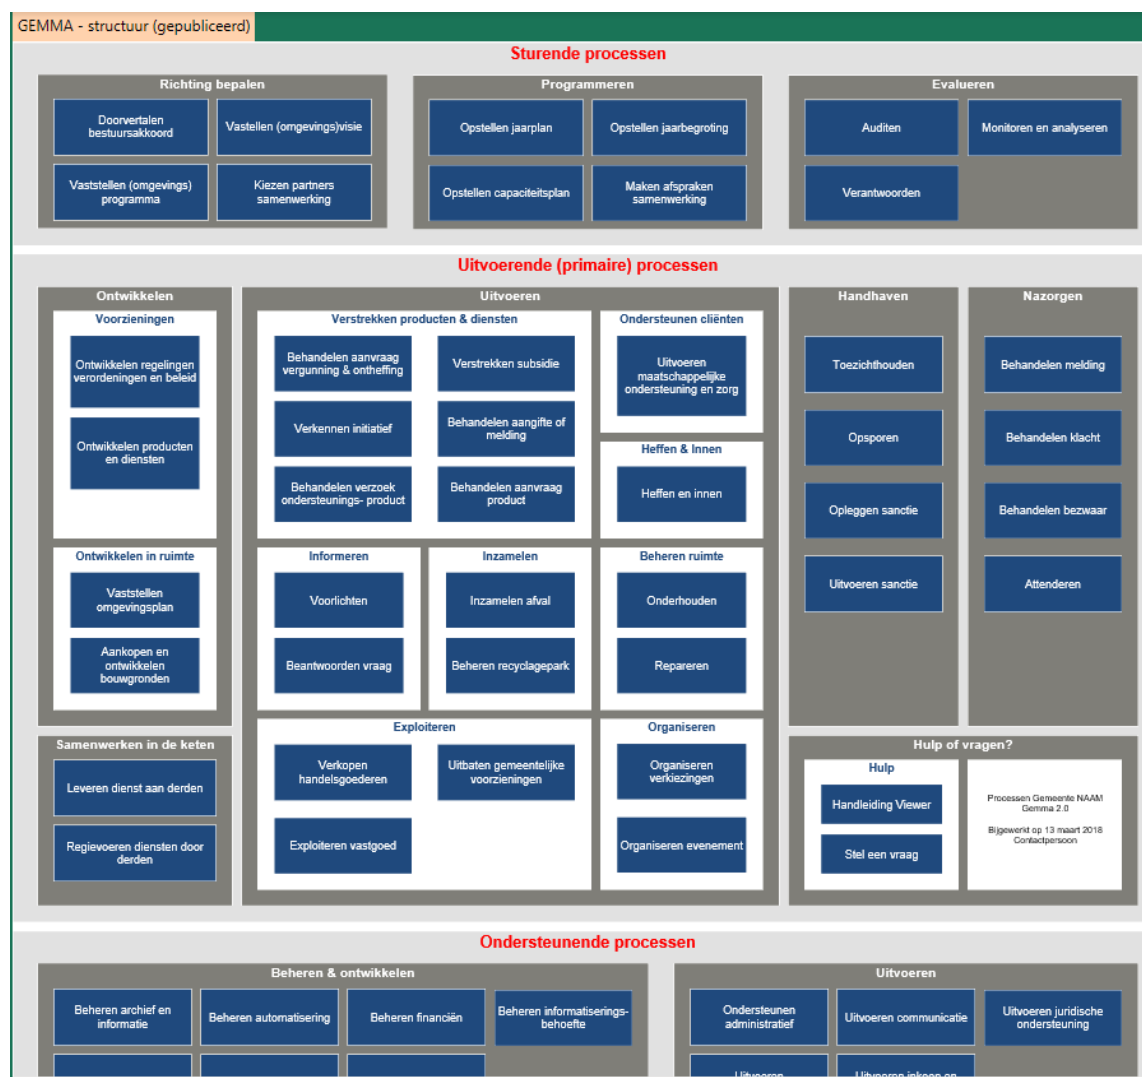 GEMMA - structuur (gepubliceerd)
Sturende processen
Richting bepalen
Doorvertalen
bestuursakkoord
Vastellen (omgevings)visie
Vaststellen (omgevings)
programma
Kiezen partners
samenwerking
Programmeren
Opstellen jaarplan
Opstellen jaarbegroting
Opstellen capaciteitsplan
Maken afspraken
samenwerking
Evalueren
Auditen
Monitoren en analyseren
Verantwoorden
Uitvoerende (primaire) processen
Ontwikkelen
Voorzieningen
Ontwikkelen regelingen
verordeningen en beleid
Ontwikkelen producten
en diensten
Ontwikkelen in ruimte
Vaststellen
omgevingsplan
Aankopen en
ontwikkelen
bouwgronden
Samenwerken in de keten
Leveren dienst aan derden
Regievoeren diensten door
derden
Uitvoeren
Verstrekken producten & diensten
Behandelen aanvraag
vergunning & ontheffing
Verstrekken subsidie
Verkennen initiatief
Behandelen aangifte of
melding
Behandelen verzoek
ondersteunings- product
Behandelen aanvraag
product
Ondersteunen cliënten
Uitvoeren
maatschappelijke
ondersteuning en zorg
Heffen & Innen
Heffen en innen
Informeren
Voorlichten
Beantwoorden vraag
Inzamelen
Inzamelen afval
Beheren recyclagepark
Beheren ruimte
Onderhouden
Repareren
Exploiteren
Verkopen
handelsgoederen
Uitbaten gemeentelijke
voorzieningen
Exploiteren vastgoed
Organiseren
Organiseren
verkiezingen
Organiseren evenement
Handhaven
Toezichthouden
Opsporen
Opleggen sanctie
Uitvoeren sanctie
Nazorgen
Behandelen melding
Behandelen klacht
Behandelen bezwaar
Attenderen
Hulp of vragen?
Hulp
Handleiding Viewer
Stel een vraag
Processen Gemeente NAAM
Gemma 2.0
Bijgewerkt op 13 maart 2018
Contactpersoon
Ondersteunende processen
Beheren & ontwikkelen
Beheren archief en
informatie
Beheren automatisering
Beheren financiën
Beheren informatiserings-
behoefte
Uitvoeren
Ondersteunen
administratief
Uitvoeren communicatie
Uitvoeren juridische
ondersteuning
Uitvoeren
Uitvoeren inkoop en